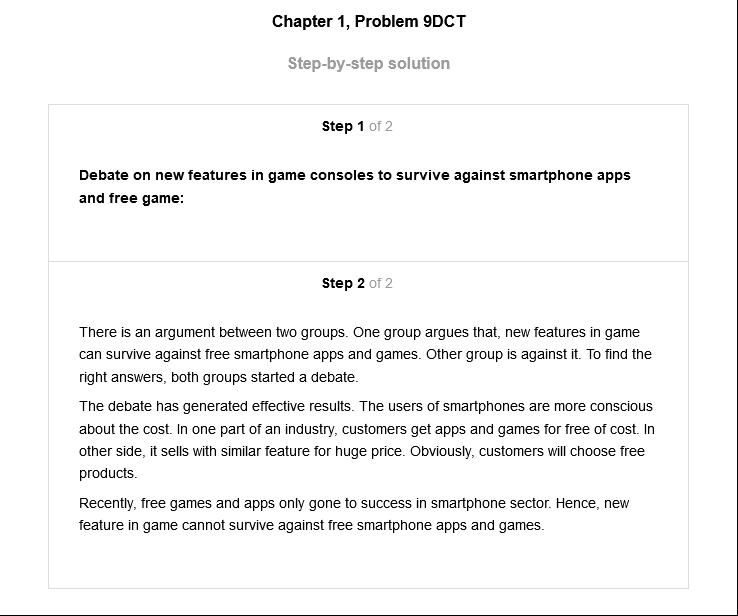 Chapter 1, Problem 9DCT
Step-by-step solution
Step 1 of 2
Debate on new features in game consoles to survive against smartphone apps
and free game:
Step 2 of 2
There is an argument between two groups. One group argues that, new features in game
can survive against free smartphone apps and games. Other group is against it. To find the
right answers, both groups started a debate.
The debate has generated effective results. The users of smartphones are more conscious
about the cost. In one part of an industry, customers get apps and games for free of cost. In
other side, it sells with similar feature for huge price. Obviously, customers will choose free
products.
Recently, free games and apps only gone to success in smartphone sector. Hence, new
feature in game cannot survive against free smartphone apps and games.